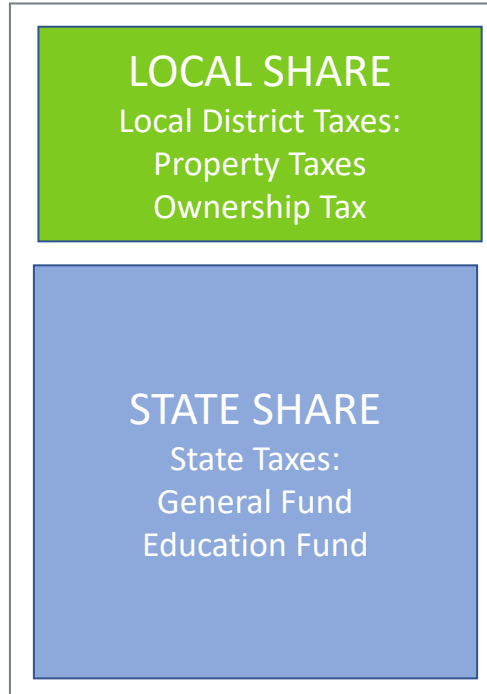 LOCAL SHARE
Local District Taxes:
Property Taxes
Ownership Tax
STATE SHARE
State Taxes:
General Fund
Education Fund